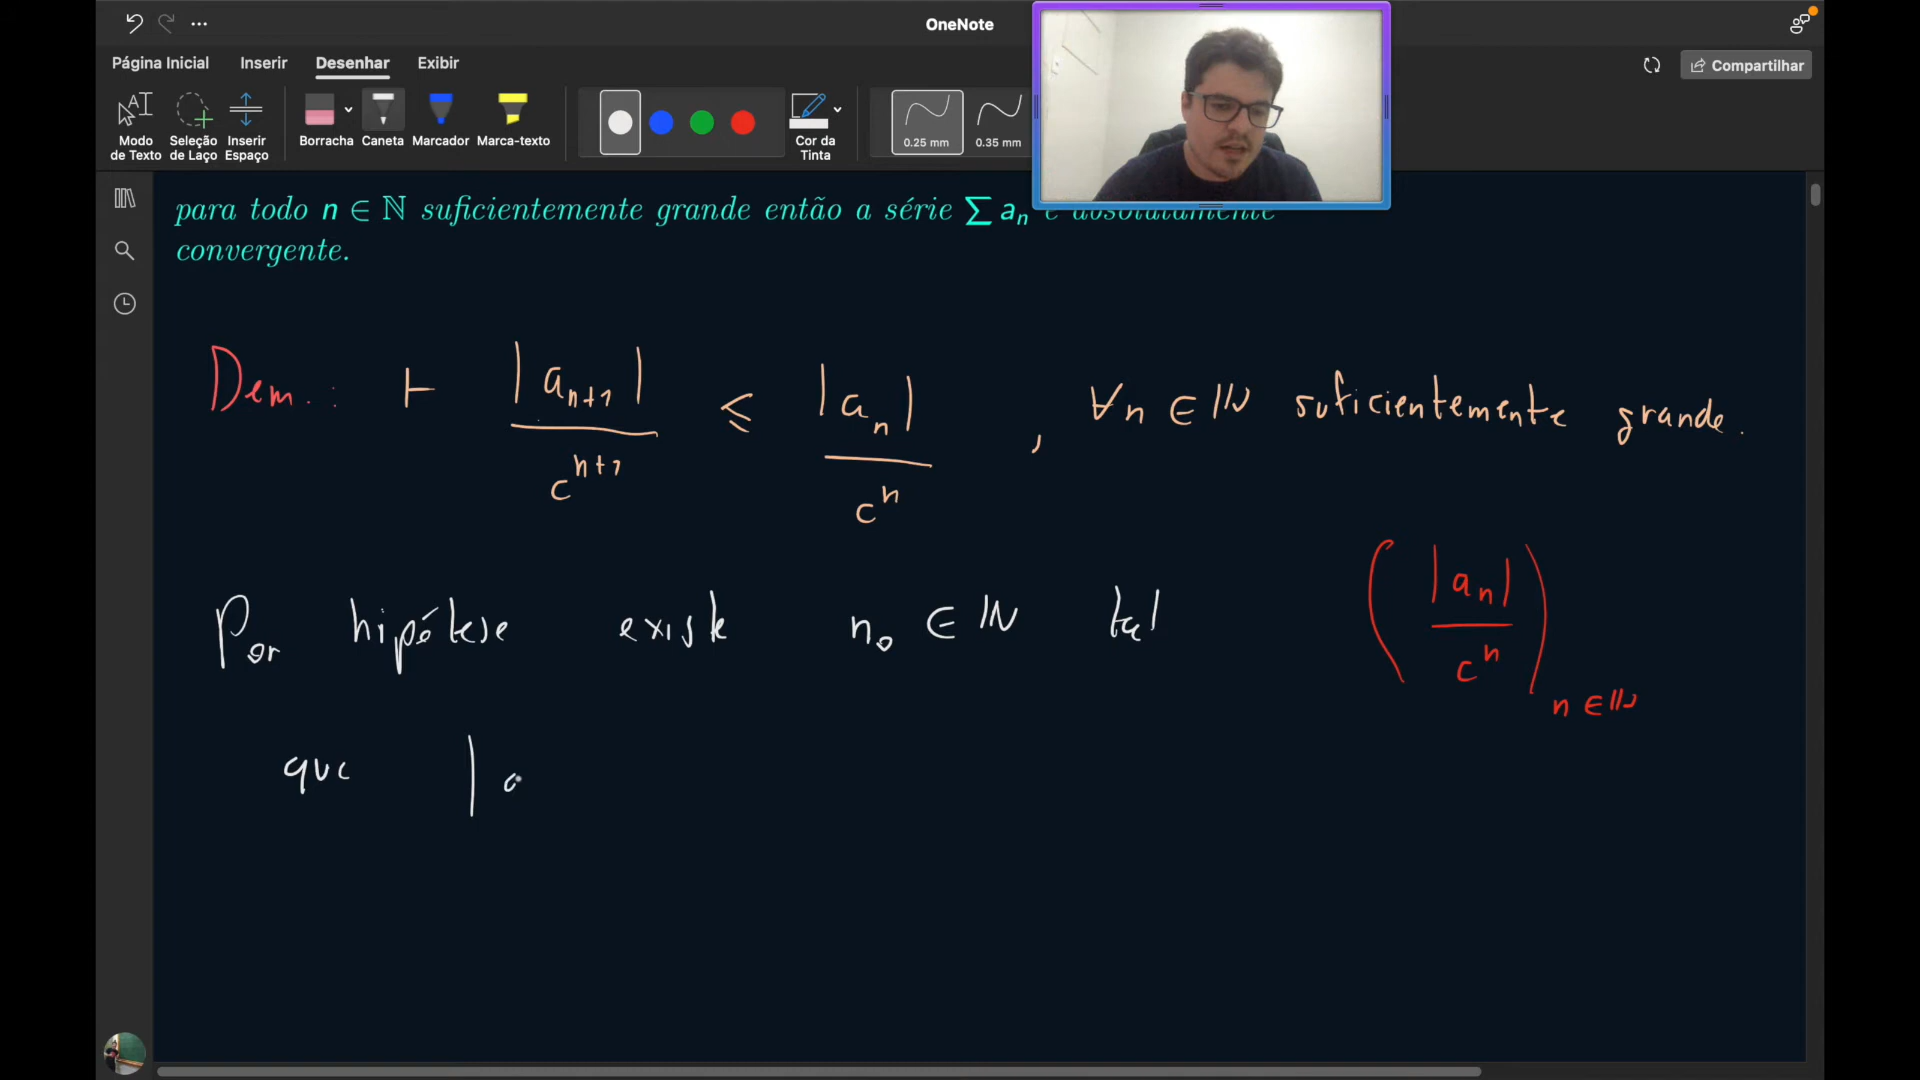 OneNote
Página Inicial Inserir Desenhar Exibir
Compartilhar
Modo de Texto
Seleção de Laço
Inserir Espaço
Borracha
Caneta
Marcador
Marca-texto
Cor da Tinta
0.25 mm
0.35 mm
para todo n ∈ ℕ suficientemente grande então a série ∑ aₙ é absolutamente
convergente.
Dem.: ⊢ |aₙ₊₁| / cⁿ⁺¹ ⩽ |aₙ| / cⁿ , ∀n ∈ ℕ suficientemente grande.
Por hipótese existe n₀ ∈ ℕ tal
(|aₙ| / cⁿ) n ∈ ℕ
que |